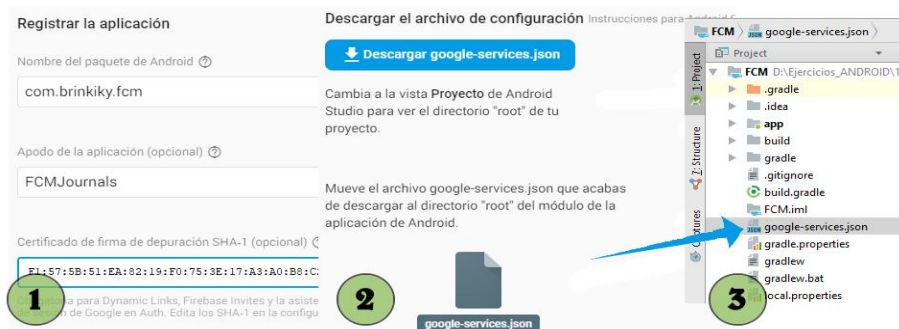 Registrar la aplicación
Nombre del paquete de Android
com.brinkiky.fcm
Apodo de la aplicación (opcional)
FCMJournals
Certificado de firma de depuración SHA-1 (opcional)
F1:57:5B:51:EA:82:19:F0:75:3E:17:A3:A0:B8:C
para Dynamic Links, Firebase Invites y la asiste
de Google en Auth. Edita los SHA-1 en la configu
1
Descargar el archivo de configuración Instrucciones para Android S
Descargar google-services.json
Cambia a la vista Proyecto de Android
Studio para ver el directorio "root" de tu
proyecto.
Mueve el archivo google-services.json que acabas
de descargar al directorio "root" del módulo de la
aplicación de Android.
google-services.json
2
FCM google-services.json
1: Project
Z: Structure
Captures
Project
FCM D:\Ejercicios_ANDROID\1
.gradle
.idea
app
build
gradle
.gitignore
build.gradle
FCM.iml
google-services.json
gradle.properties
gradlew
gradlew.bat
local.properties
3